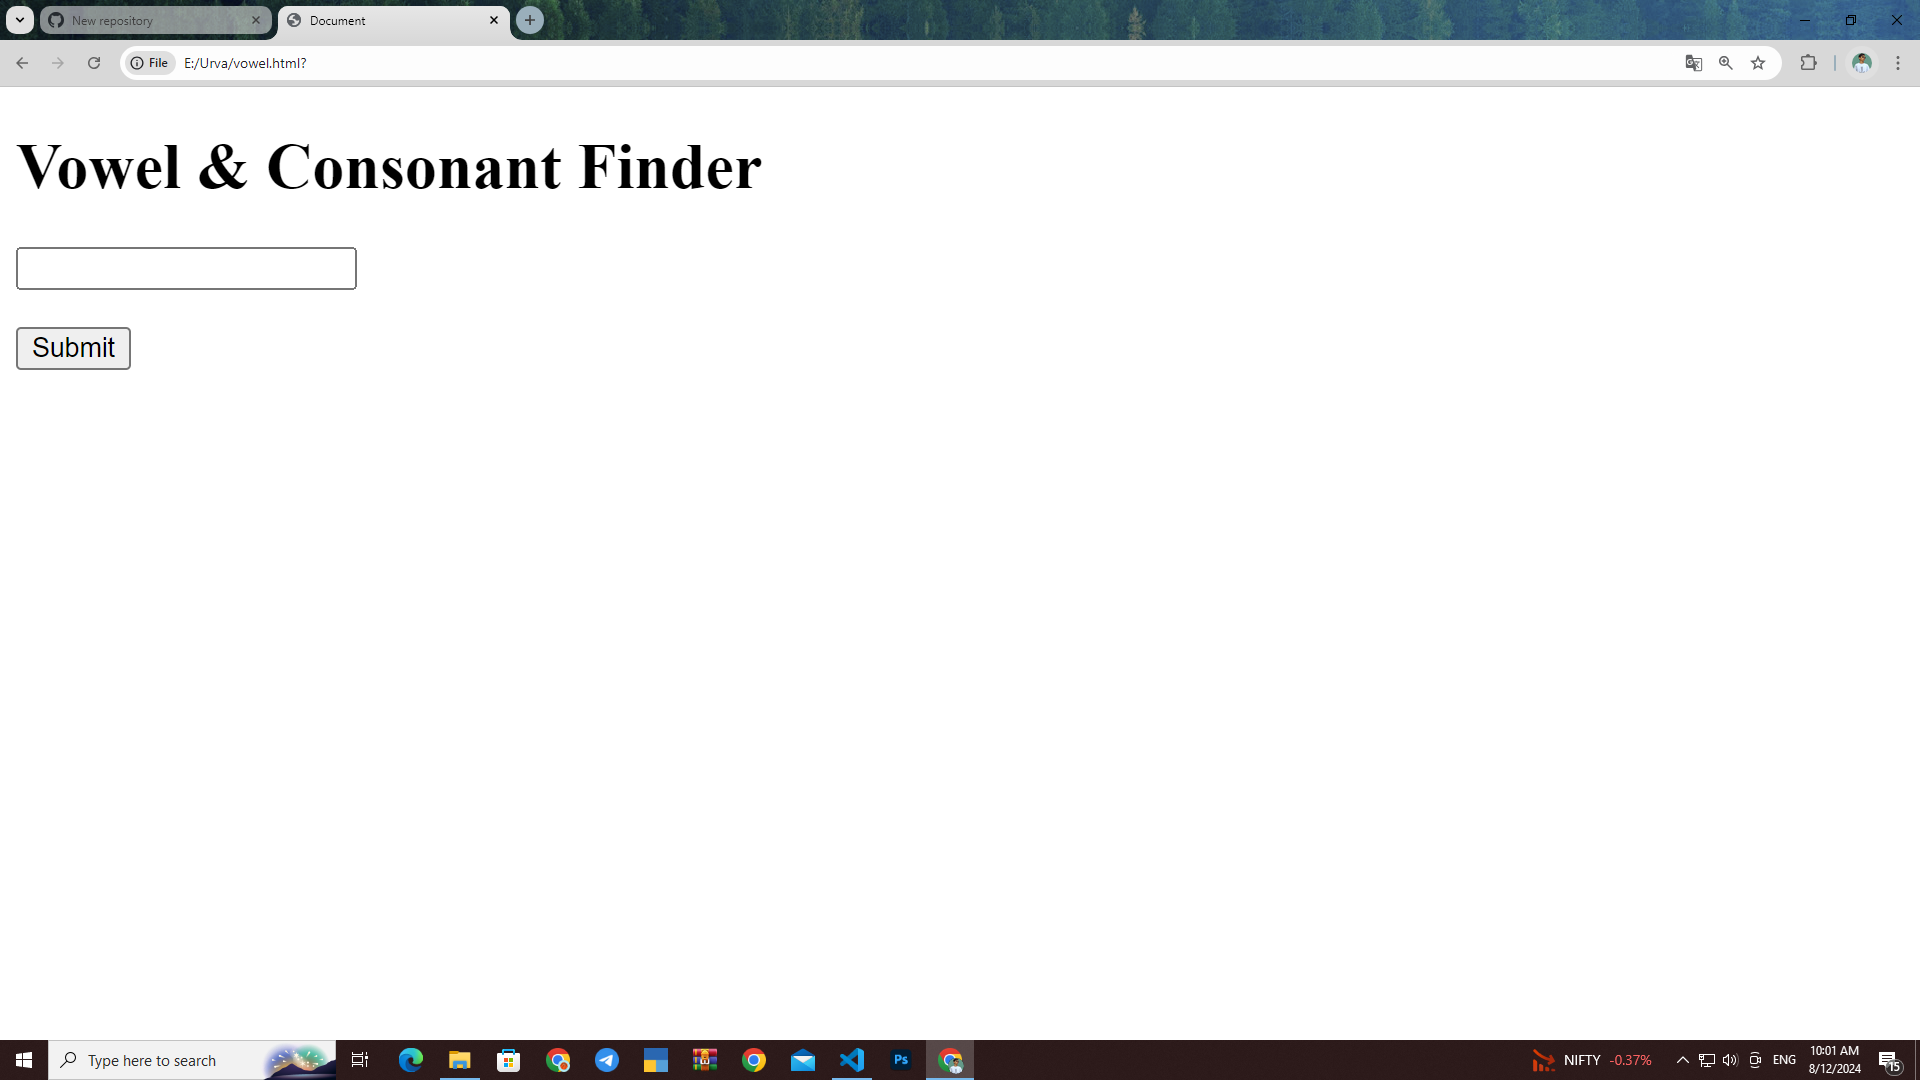 New repository
Document
File E:/Urva/vowel.html?
Vowel & Consonant Finder
Submit
Type here to search
Ps
NIFTY -0.37%
ENG
10:01 AM
8/12/2024
15